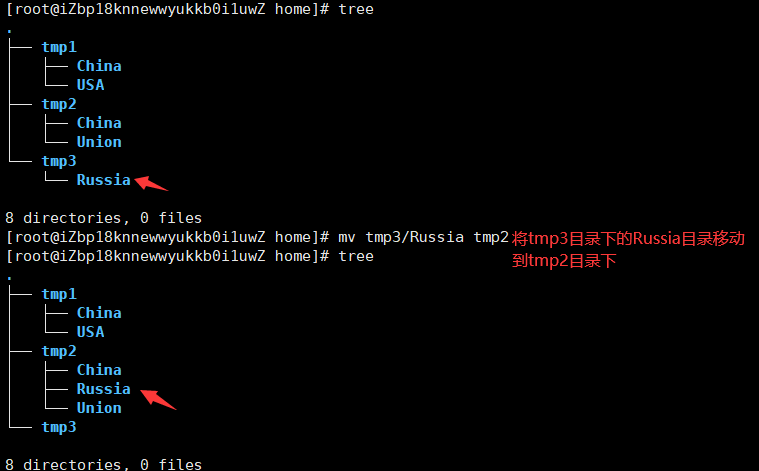 [root@iZbp18knnewwyukkb0i1uwZ home]# tree
.
├── tmp1
│   ├── China
│   └── USA
├── tmp2
│   ├── China
│   └── Union
└── tmp3
    └── Russia
8 directories, 0 files
[root@iZbp18knnewwyukkb0i1uwZ home]# mv tmp3/Russia tmp2 将tmp3目录下的Russia目录移动
到tmp2目录下
[root@iZbp18knnewwyukkb0i1uwZ home]# tree
.
├── tmp1
│   ├── China
│   └── USA
├── tmp2
│   ├── China
│   ├── Russia
│   └── Union
└── tmp3
8 directories, 0 files